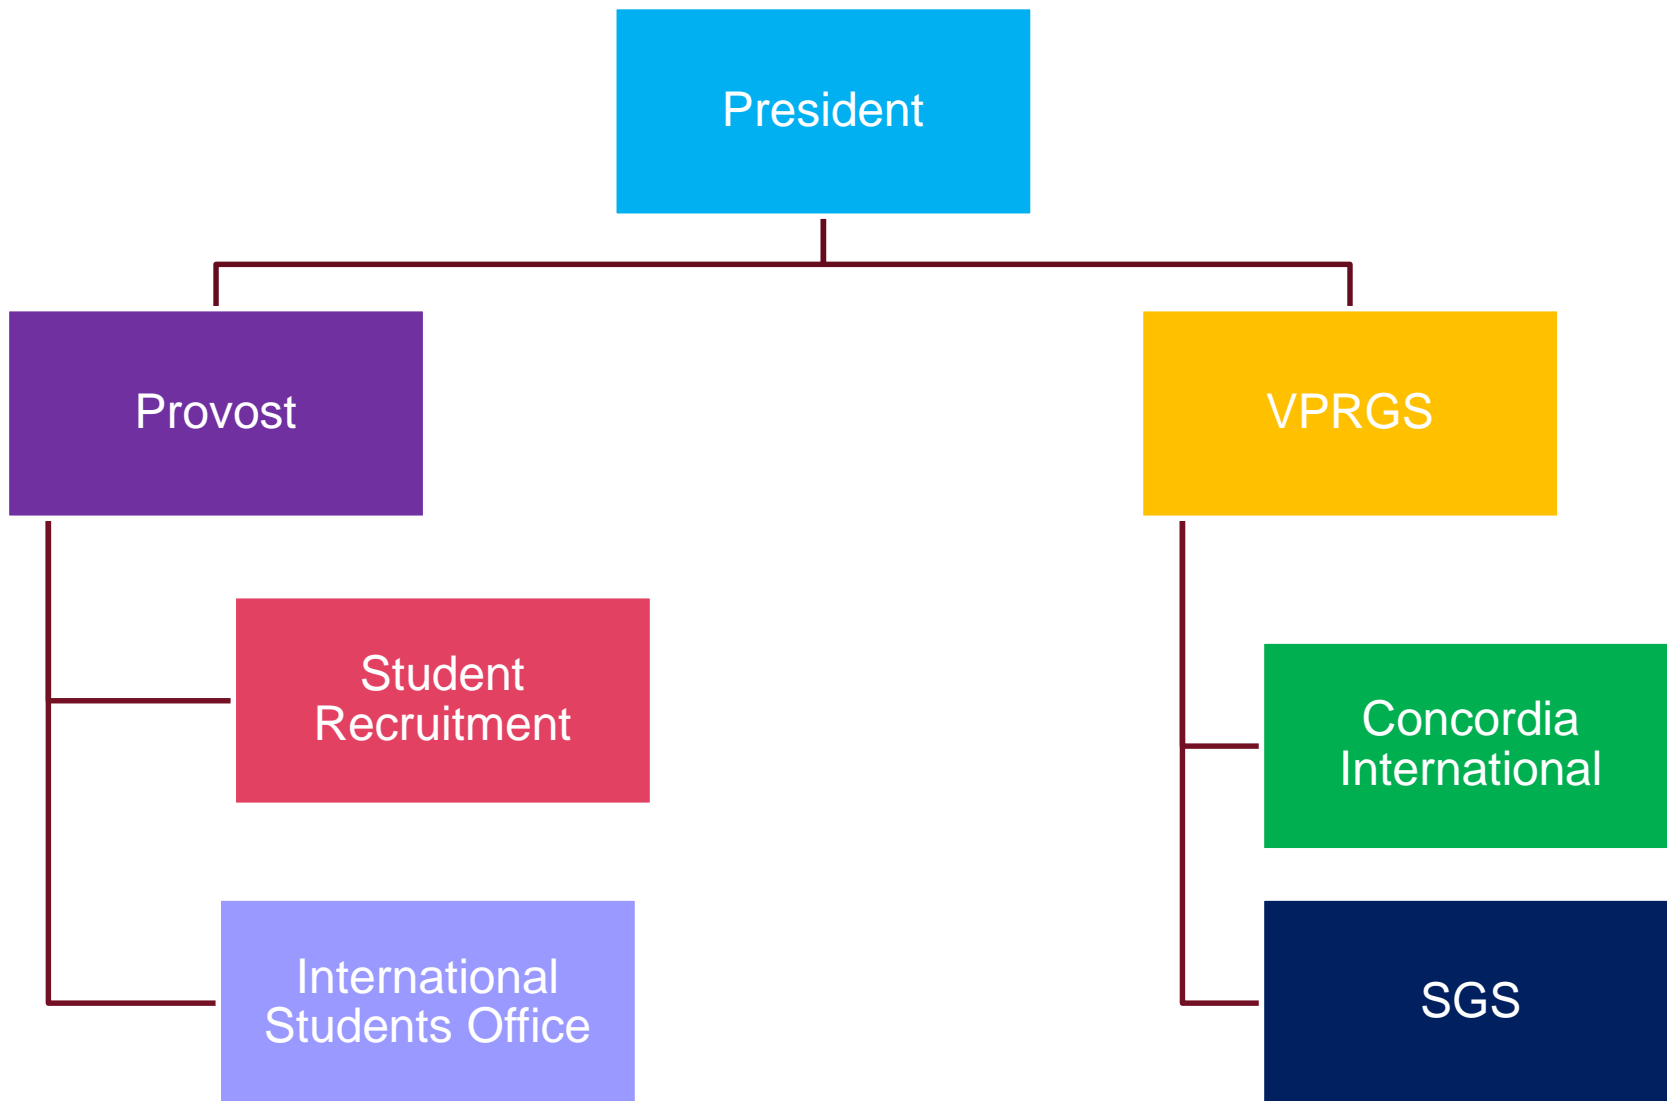 President
Provost
VPRGS
Student
Recruitment
Concordia
International
International
Students Office
SGS